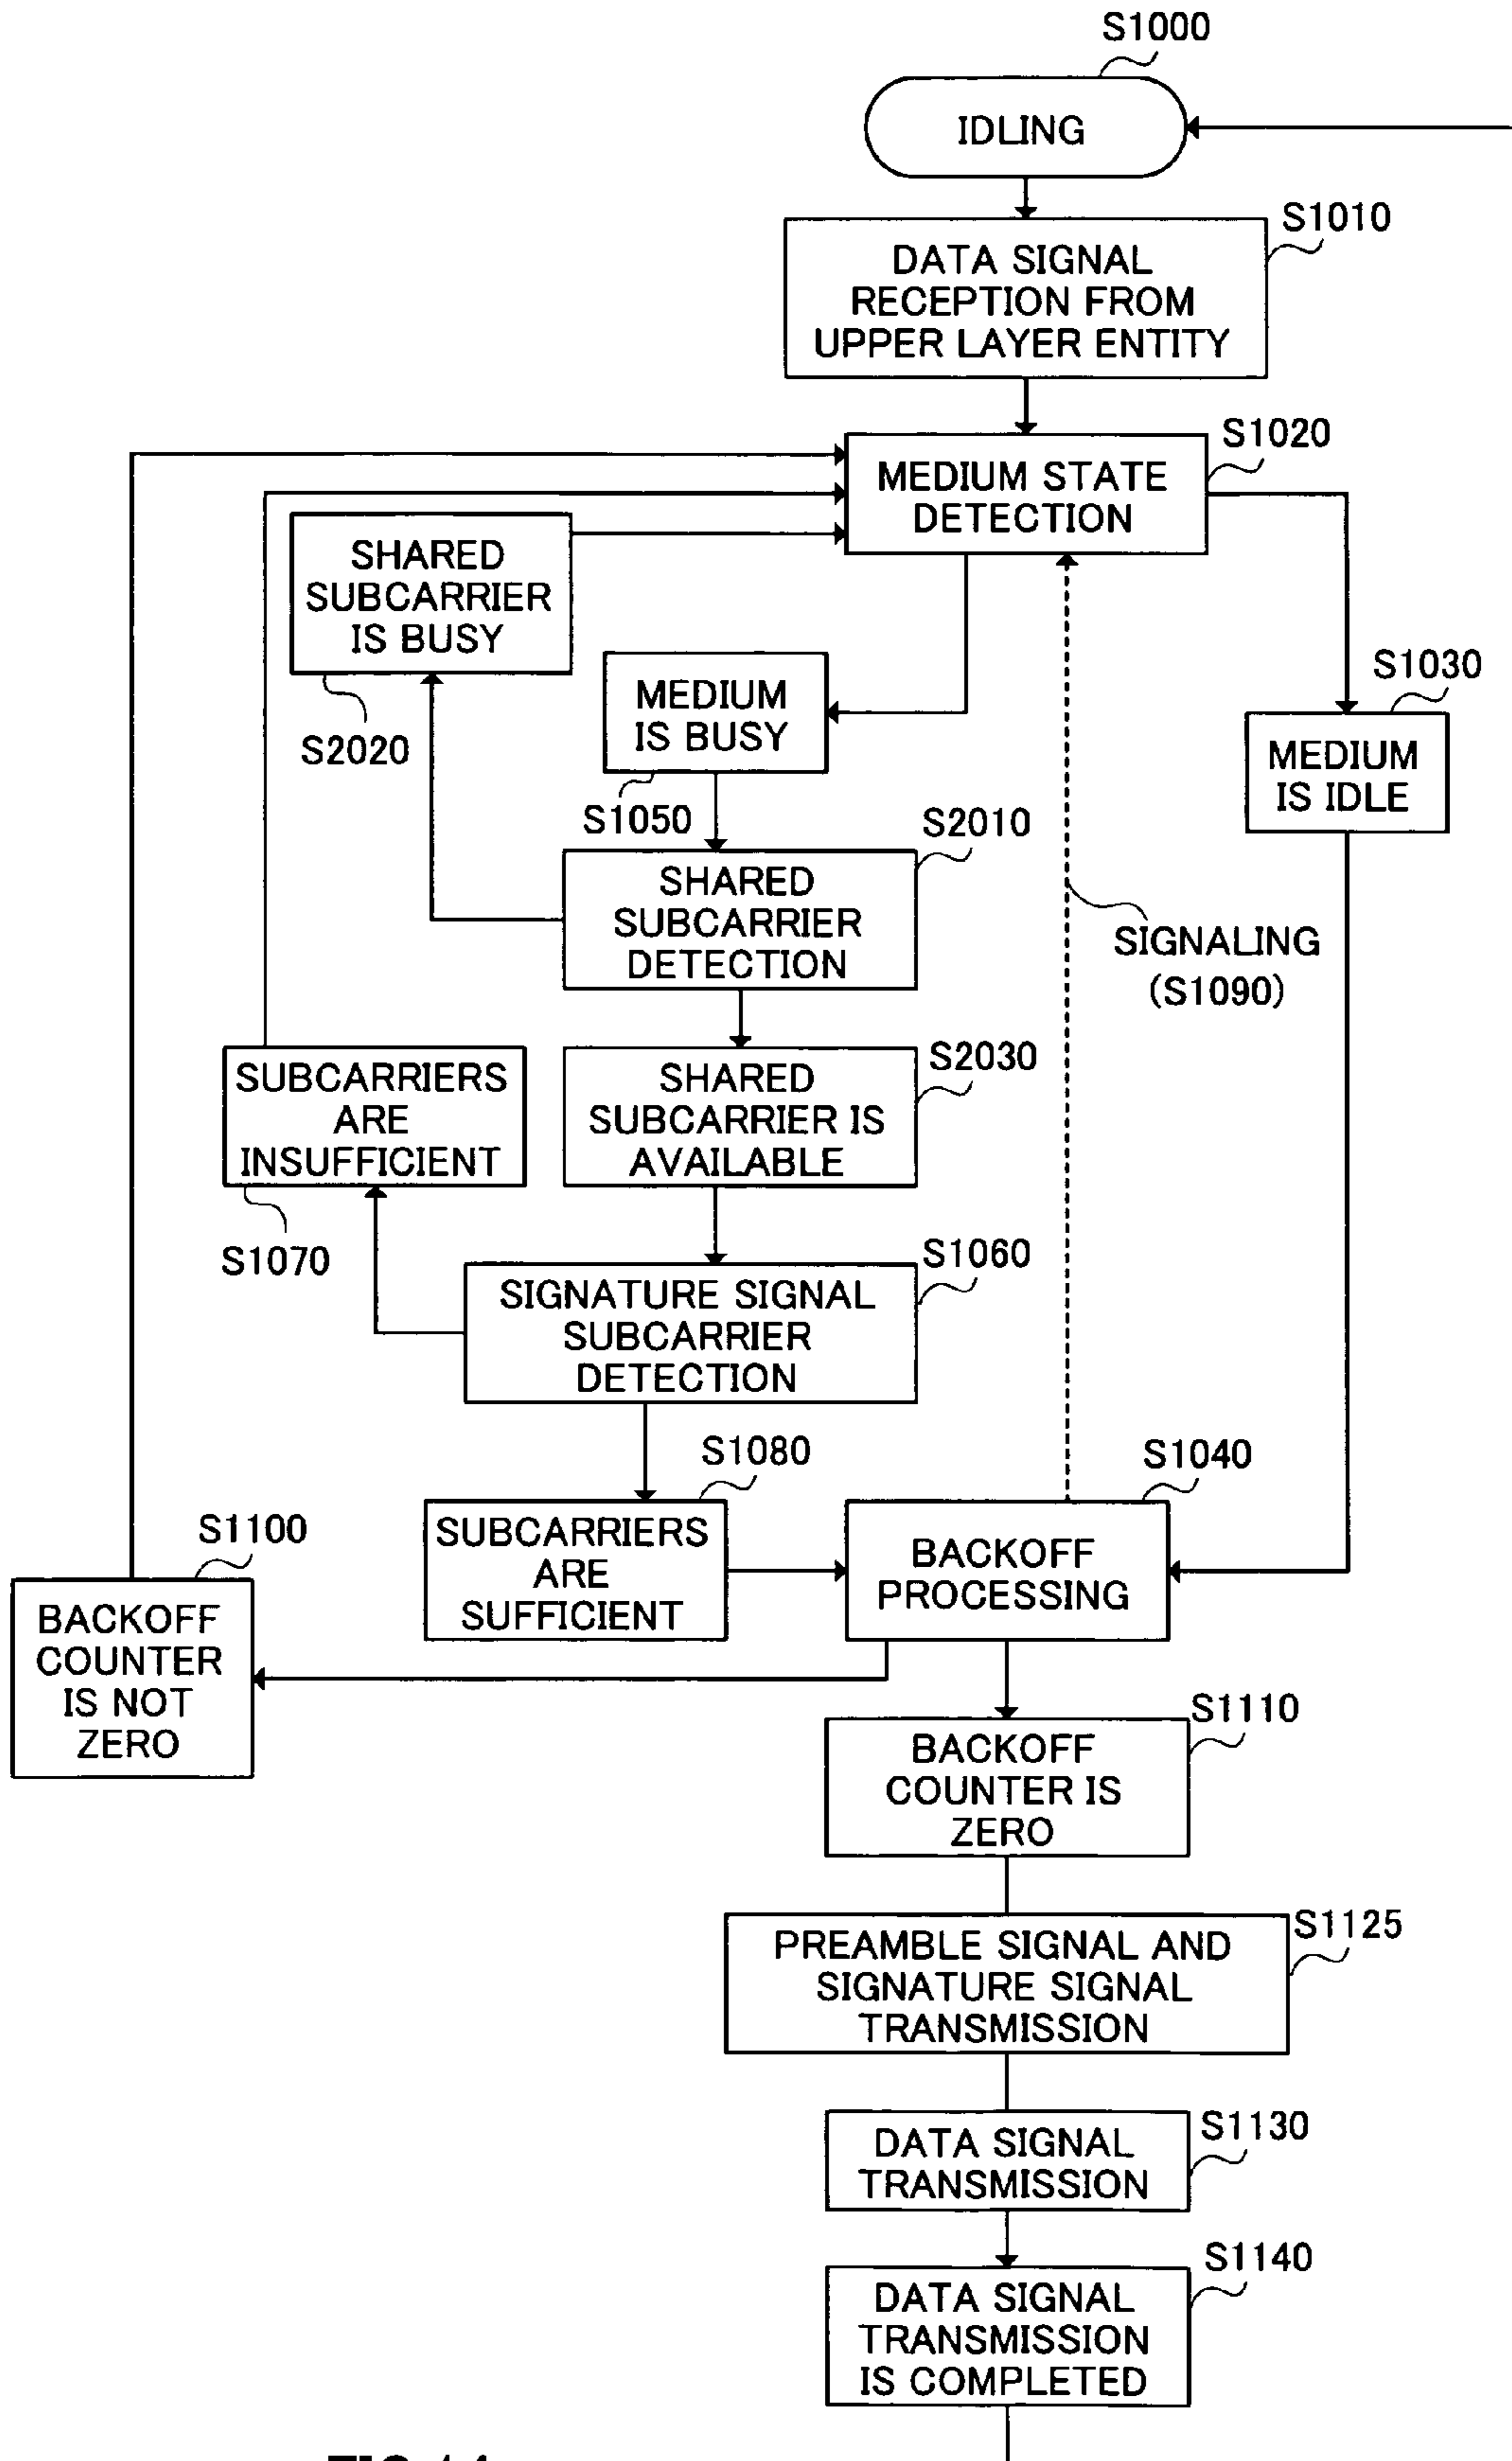 S1000
IDLING
S1010
DATA SIGNAL
RECEPTION FROM
UPPER LAYER ENTITY
S1020
MEDIUM STATE
DETECTION
SHARED
SUBCARRIER
IS BUSY
S2020
MEDIUM
IS BUSY
S1050
S1030
MEDIUM
IS IDLE
S2010
SHARED
SUBCARRIER
DETECTION
SIGNALING
(S1090)
S2030
SHARED
SUBCARRIER IS
AVAILABLE
SUBCARRIERS
ARE
INSUFFICIENT
S1070
S1060
SIGNATURE SIGNAL
SUBCARRIER
DETECTION
S1080
SUBCARRIERS
ARE
SUFFICIENT
S1040
BACKOFF
PROCESSING
S1100
BACKOFF
COUNTER
IS NOT
ZERO
S1110
BACKOFF
COUNTER IS
ZERO
S1125
PREAMBLE SIGNAL AND
SIGNATURE SIGNAL
TRANSMISSION
S1130
DATA SIGNAL
TRANSMISSION
S1140
DATA SIGNAL
TRANSMISSION
IS COMPLETED